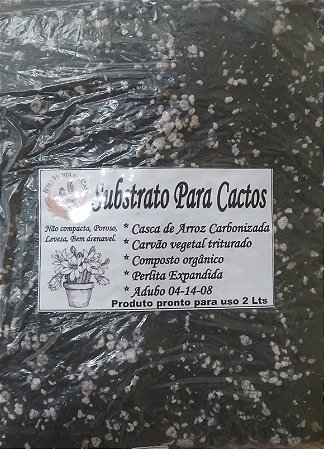 Substrato Para Cactos
Não compacta, Poroso,
Levesa, Bem drenavel.
* Casca de Arroz Carbonizada
* Carvão vegetal triturado
* Composto orgânico
* Perlita Expandida
* Adubo 04-14-08
Produto pronto para uso 2 Lts